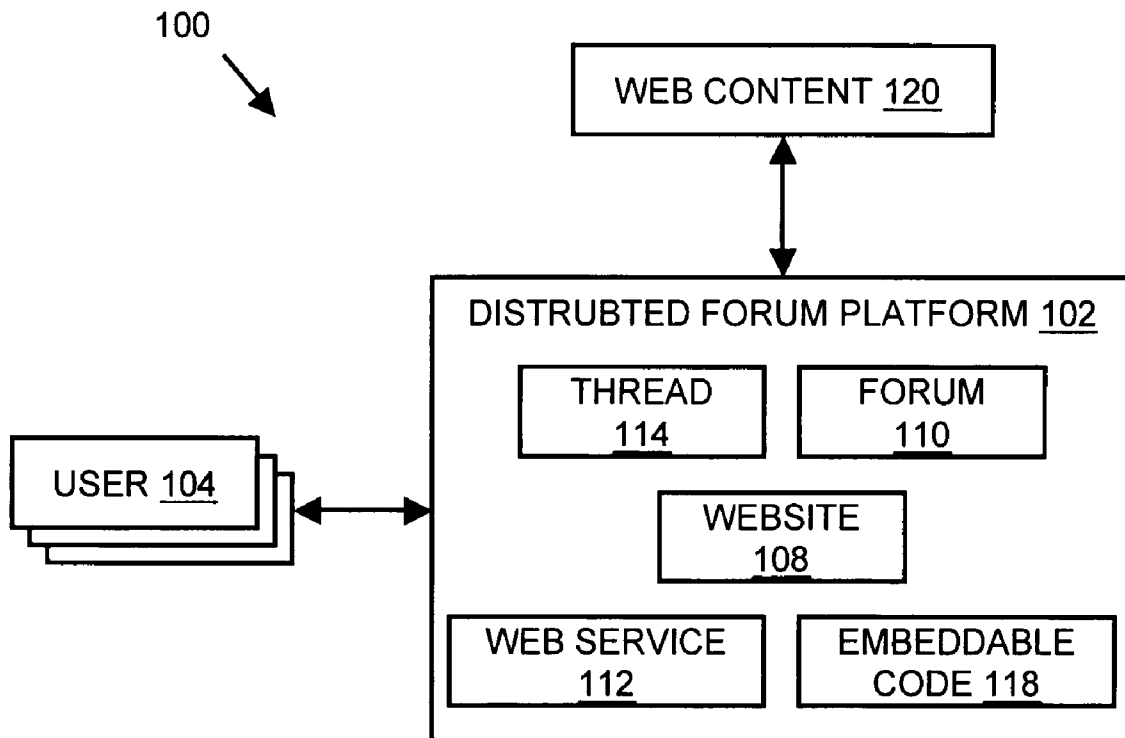 100
WEB CONTENT 120
DISTRUBTED FORUM PLATFORM 102
THREAD
114
FORUM
110
USER 104
WEBSITE
108
WEB SERVICE
112
EMBEDDABLE
CODE 118